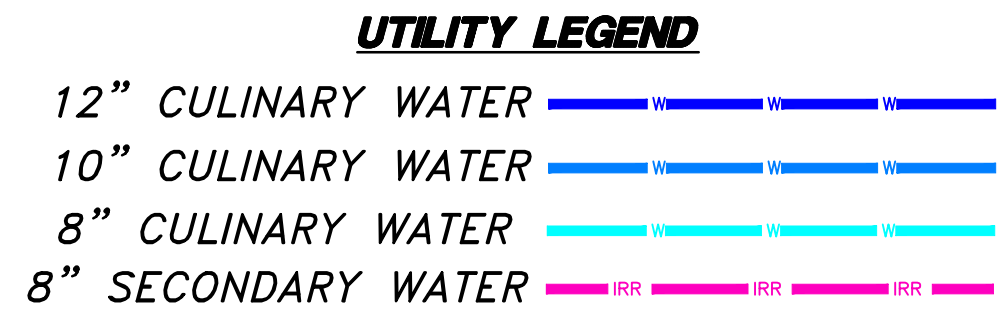 UTILITY LEGEND
12” CULINARY WATER W W W
10” CULINARY WATER W W W
8” CULINARY WATER W W W
8” SECONDARY WATER IRR IRR IRR